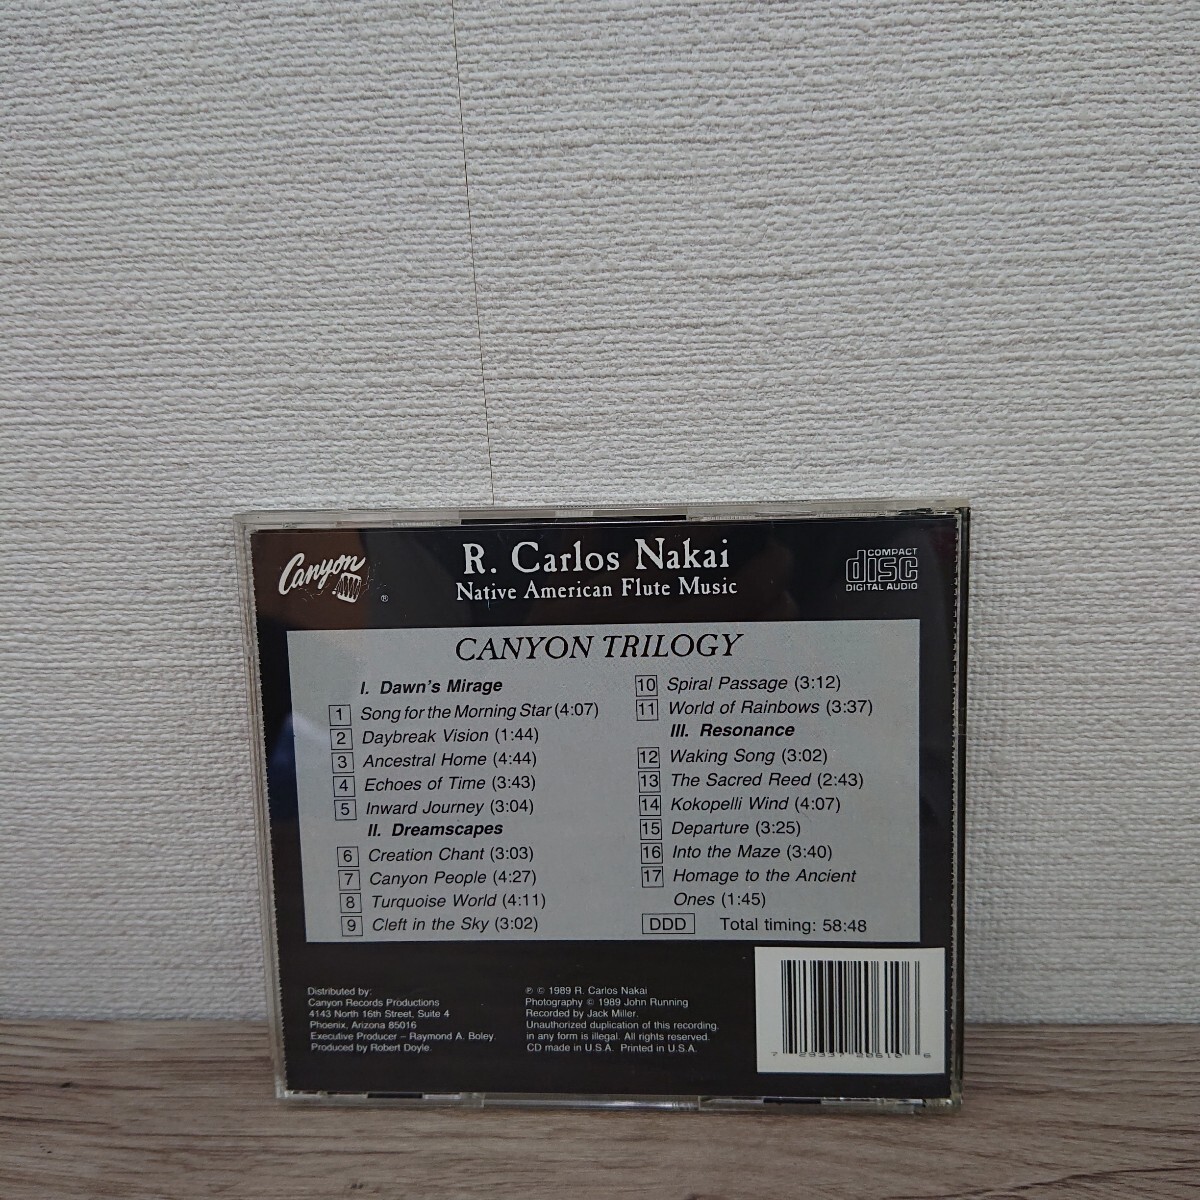 Canyon
®
R. Carlos Nakai
Native American Flute Music
COMPACT
disc
DIGITAL AUDIO
CANYON TRILOGY
I. Dawn's Mirage
1 Song for the Morning Star (4:07)
2 Daybreak Vision (1:44)
3 Ancestral Home (4:44)
4 Echoes of Time (3:43)
5 Inward Journey (3:04)
II. Dreamscapes
6 Creation Chant (3:03)
7 Canyon People (4:27)
8 Turquoise World (4:11)
9 Cleft in the Sky (3:02)
10 Spiral Passage (3:12)
11 World of Rainbows (3:37)
III. Resonance
12 Waking Song (3:02)
13 The Sacred Reed (2:43)
14 Kokopelli Wind (4:07)
15 Departure (3:25)
16 Into the Maze (3:40)
17 Homage to the Ancient
Ones (1:45)
DDD Total timing: 58:48
Distributed by:
Canyon Records Productions
4143 North 16th Street, Suite 4
Phoenix, Arizona 85016
Executive Producer – Raymond A. Boley.
Produced by Robert Doyle.
℗ © 1989 R. Carlos Nakai
Photography © 1989 John Running
Recorded by Jack Miller.
Unauthorized duplication of this recording.
in any form is illegal. All rights reserved.
CD made in U.S.A. Printed in U.S.A.
7 29337 20610 6